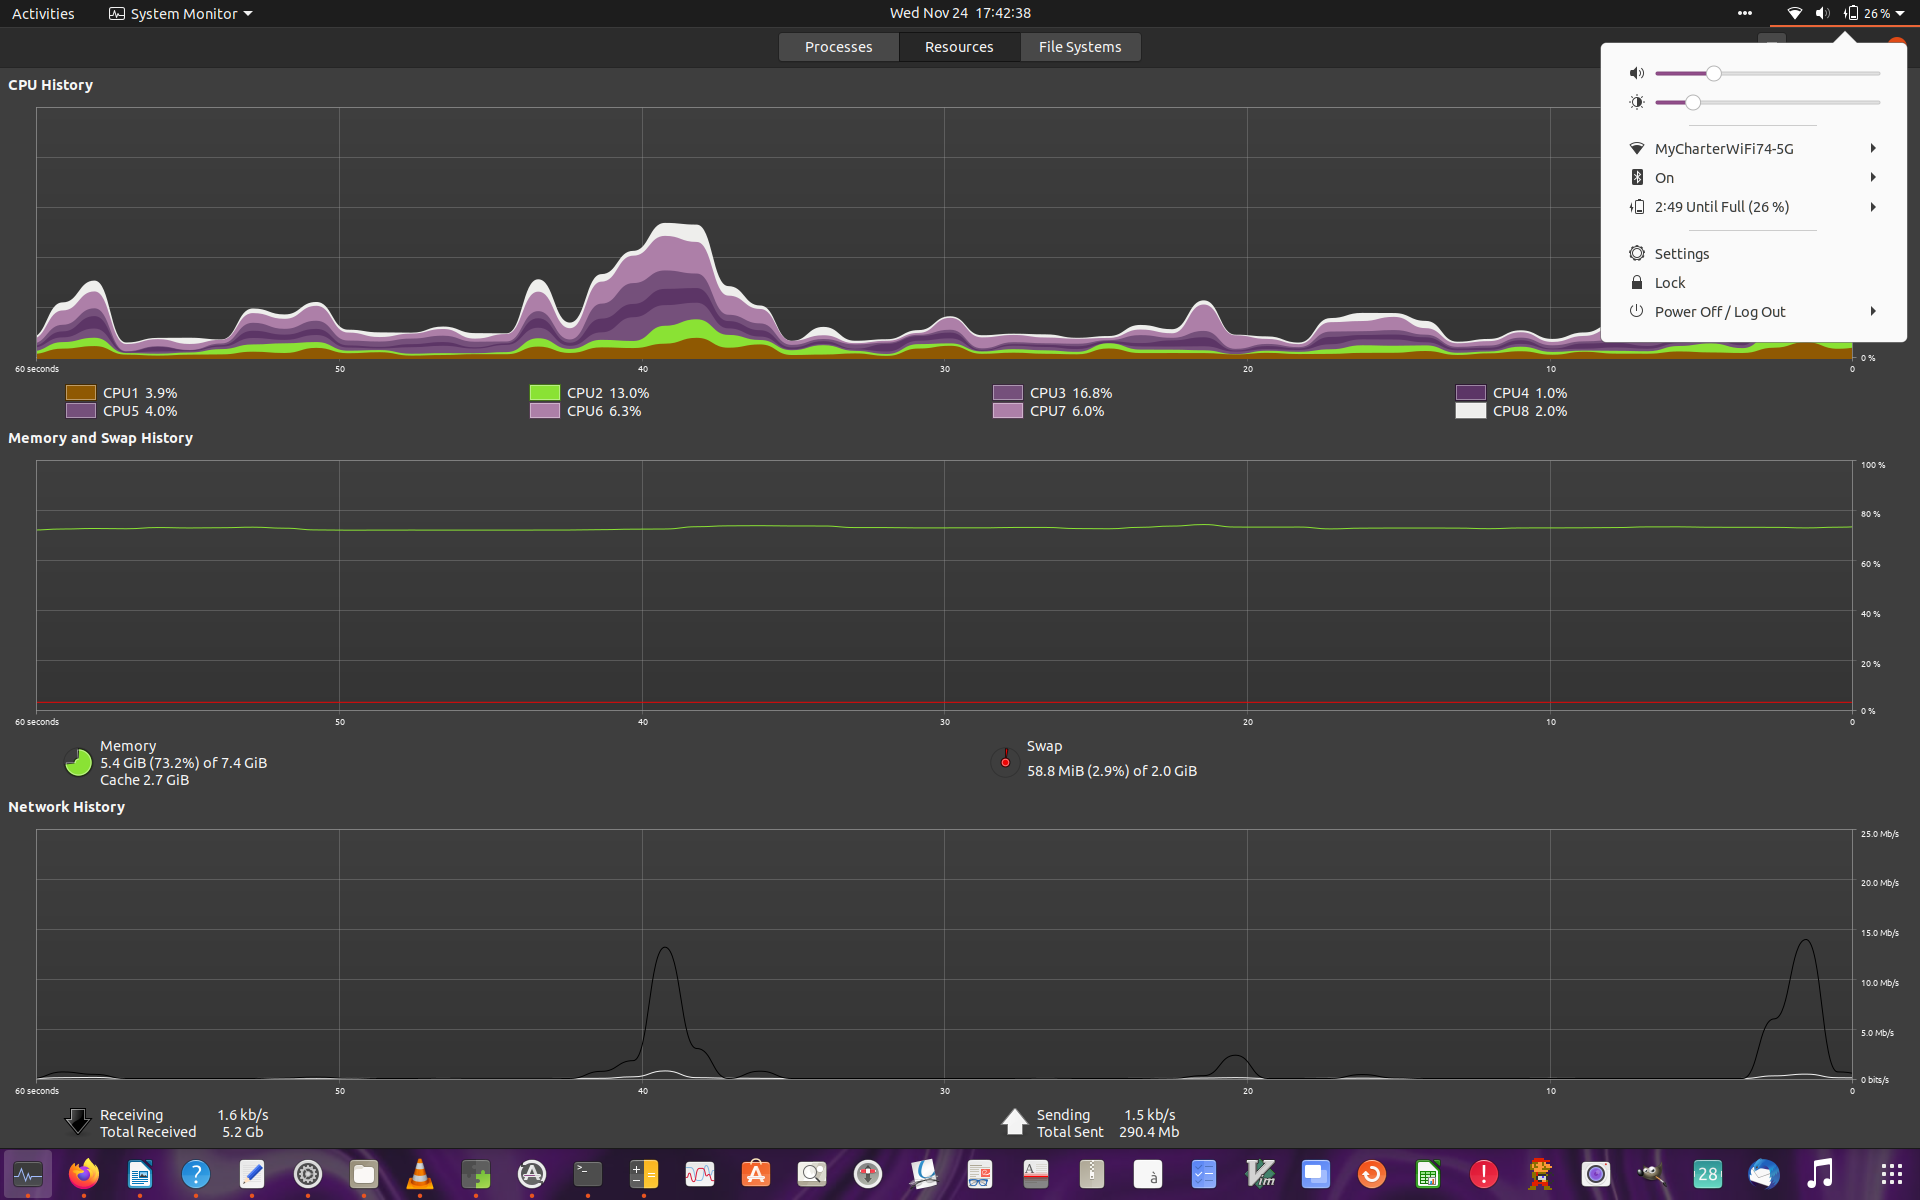 Activities
System Monitor
Wed Nov 24 17:42:38
26 %
Processes
Resources
File Systems
MyCharterWiFi74-5G
On
2:49 Until Full (26 %)
Settings
Lock
Power Off / Log Out
CPU History
0 %
60 seconds 50 40 30 20 10 0
CPU1 3.9% CPU2 13.0% CPU3 16.8% CPU4 1.0%
CPU5 4.0% CPU6 6.3% CPU7 6.0% CPU8 2.0%
Memory and Swap History
100 %
80 %
60 %
40 %
20 %
0 %
60 seconds 50 40 30 20 10 0
Memory
5.4 GiB (73.2%) of 7.4 GiB
Cache 2.7 GiB
Swap
58.8 MiB (2.9%) of 2.0 GiB
Network History
25.0 Mb/s
20.0 Mb/s
15.0 Mb/s
10.0 Mb/s
5.0 Mb/s
0 bits/s
60 seconds 50 40 30 20 10 0
Receiving 1.6 kb/s
Total Received 5.2 Gb
Sending 1.5 kb/s
Total Sent 290.4 Mb
?
>_
A
à
Vim
!
28